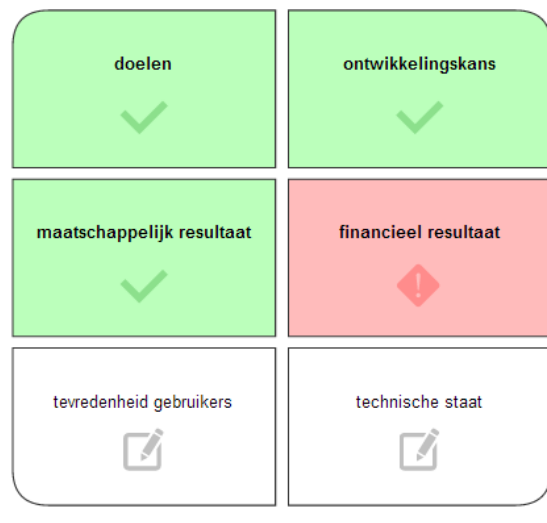 doelen
ontwikkelingskans
maatschappelijk resultaat
financieel resultaat
tevredenheid gebruikers
technische staat